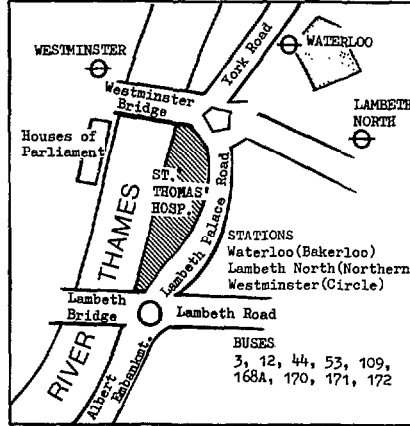 WESTMINSTER
York Road
WATERLOO
Westminster
Bridge
LAMBETH
NORTH
Houses of
Parliament
ST.
THOMAS'
HOSP.
Lambeth Palace Road
RIVER THAMES
STATIONS
Waterloo(Bakerloo)
Lambeth North(Northern
Westminster(Circle)
Lambeth
Bridge
Lambeth Road
Albert
Embankmt.
BUSES
3, 12, 44, 53, 109,
168A, 170, 171, 172